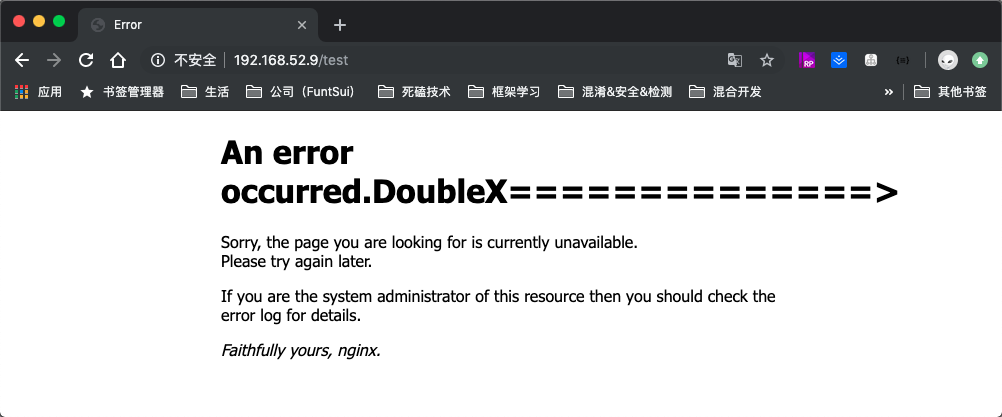 Error
不安全 192.168.52.9/test
RP
应用 书签管理器 生活 公司（FuntSui） 死磕技术 框架学习 混淆&安全&检测 混合开发 » 其他书签
An error
occurred.DoubleX==============>
Sorry, the page you are looking for is currently unavailable.
Please try again later.
If you are the system administrator of this resource then you should check the
error log for details.
Faithfully yours, nginx.